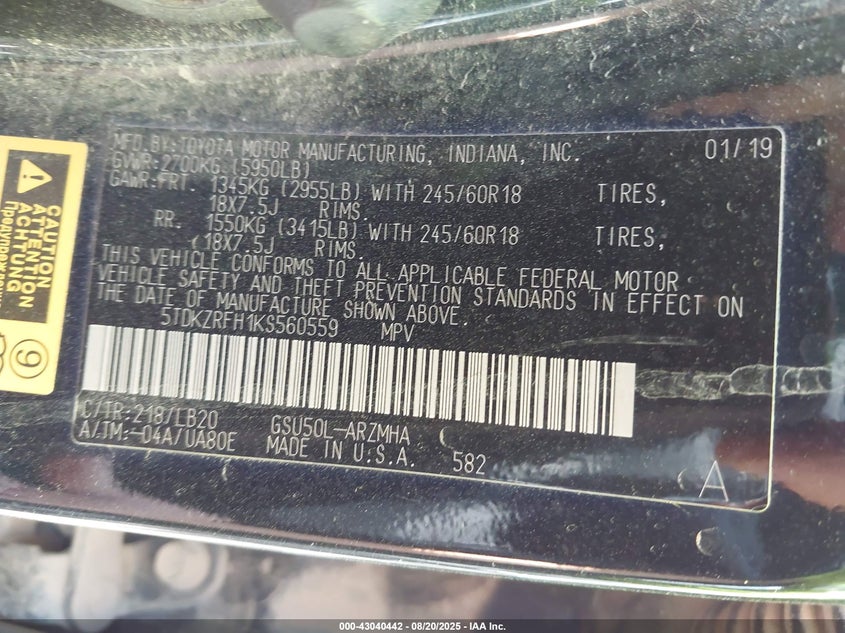 MFD.BY:TOYOTA MOTOR MANUFACTURING, INDIANA, INC. 01/19
GVWR:2700KG (5950LB)
GAWR:FRT. 1345KG (2955LB) WITH 245/60R18 TIRES,
18X7.5J RIMS.
RR. 1550KG (3415LB) WITH 245/60R18 TIRES,
18X7.5J RIMS.
THIS VEHICLE CONFORMS TO ALL APPLICABLE FEDERAL MOTOR
VEHICLE SAFETY AND THEFT PREVENTION STANDARDS IN EFFECT ON
THE DATE OF MANUFACTURE SHOWN ABOVE.
5TDKZRFH1KS560559 MPV
C/TR:218/LB20 GSU50L-ARZMHA
A/TM:-04A/UA80E MADE IN U.S.A. 582
A
CAUTION
ATTENTION
ACHTUNG
9
000-43040442 - 08/20/2025 - IAA Inc.